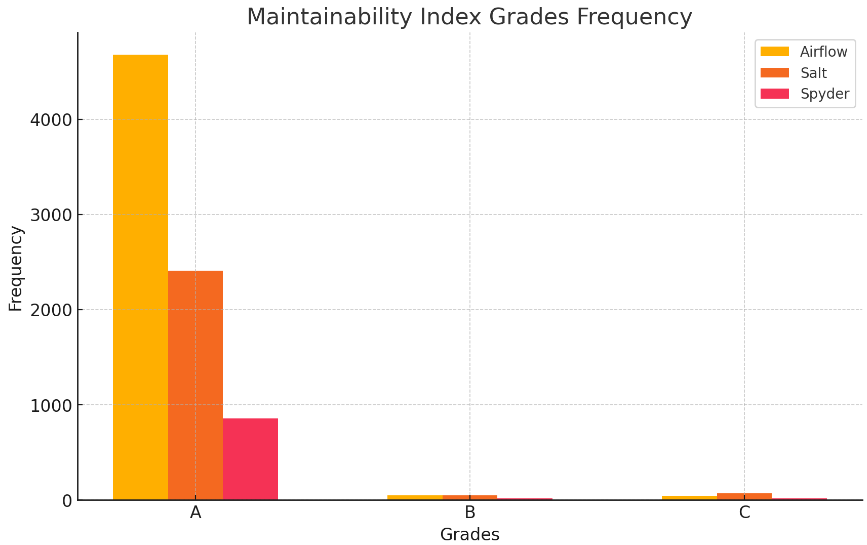 Maintainability Index Grades Frequency
Airflow
Salt
Spyder
Frequency
4000
3000
2000
1000
0
A
B
C
Grades